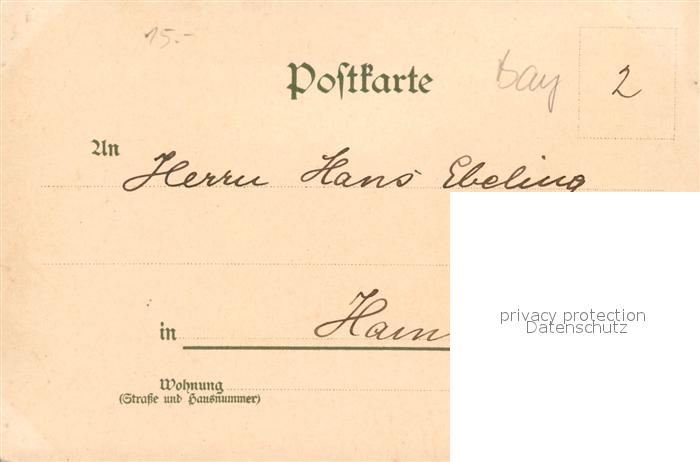 15.-
Postkarte
Bay
2
An
Herrn Hans Ebeling
privacy protection
Datenschutz
in Ham
Wohnung
(Straße und Hausnummer)